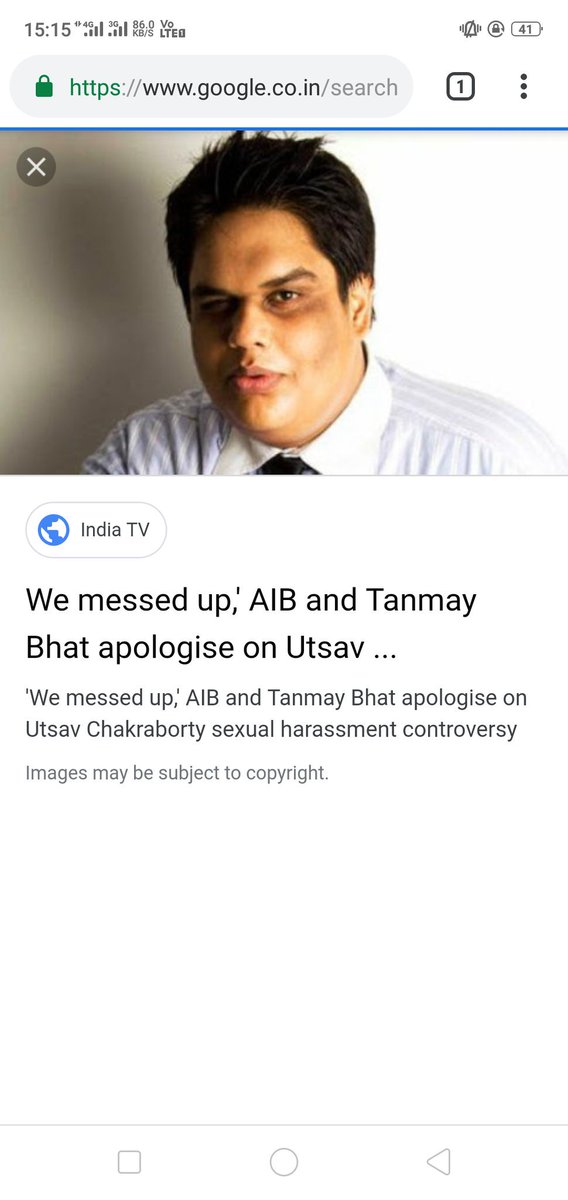 15:15 4G 3G 86.0 KB/S Vo LTE 41
https://www.google.co.in/search 1
India TV
We messed up,' AIB and Tanmay
Bhat apologise on Utsav ...
'We messed up,' AIB and Tanmay Bhat apologise on
Utsav Chakraborty sexual harassment controversy
Images may be subject to copyright.